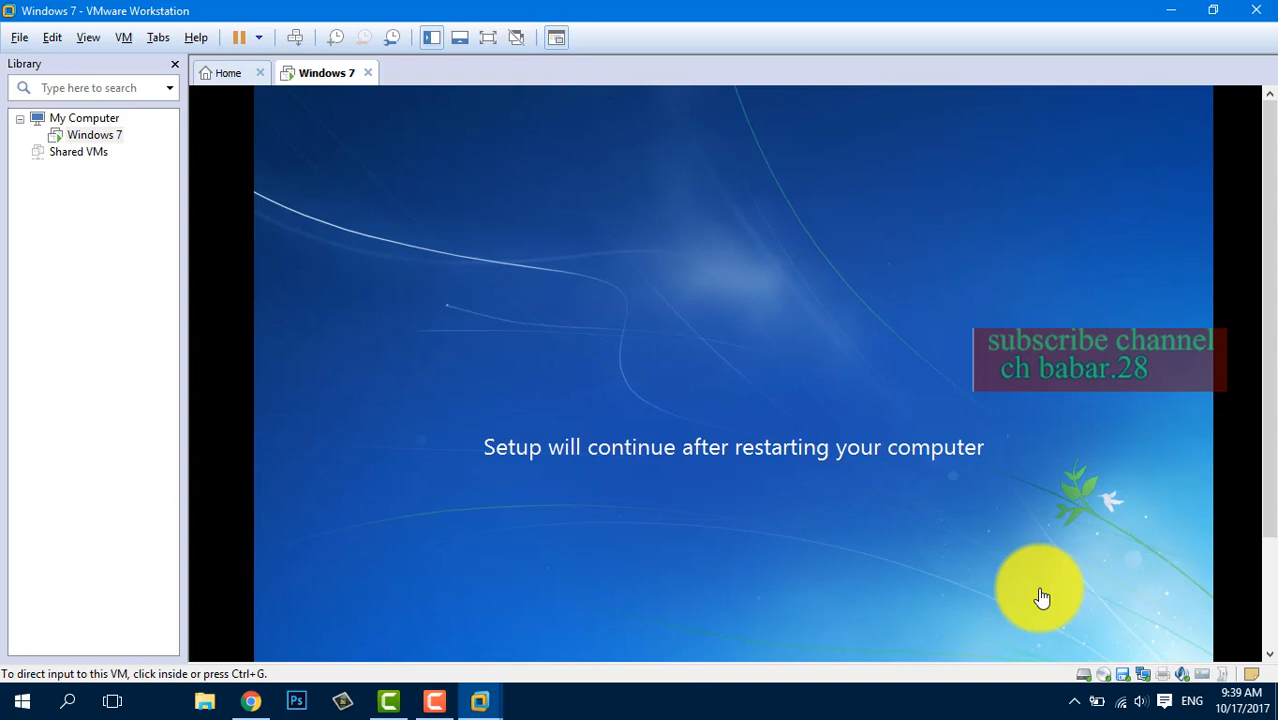 Windows 7 - VMware Workstation
File Edit View VM Tabs Help
Library
Type here to search
My Computer
Windows 7
Shared VMs
Home
Windows 7
subscribe channel
ch babar.28
Setup will continue after restarting your computer
To direct input to this VM, click inside or press Ctrl+G.
Ps
ENG
9:39 AM
10/17/2017